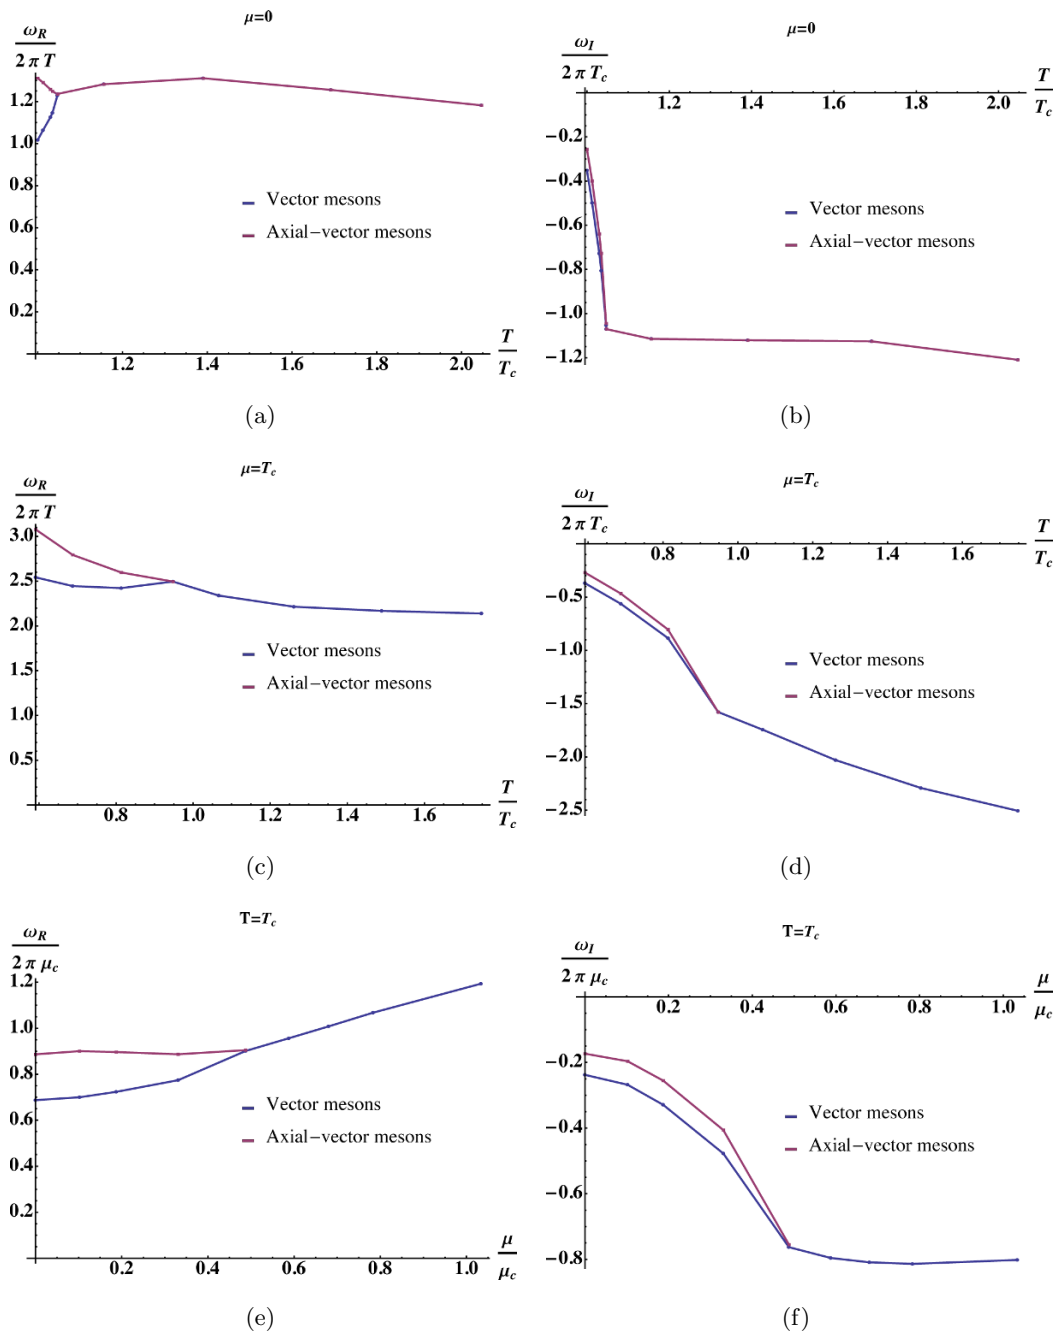 μ=0
ω_R
2 π T
1.2
1.0
0.8
0.6
0.4
0.2
Vector mesons
Axial−vector mesons
1.2 1.4 1.6 1.8 2.0
T
T_c
(a)
μ=0
ω_I
2 π T_c
T
T_c
1.2 1.4 1.6 1.8 2.0
−0.2
−0.4
−0.6
−0.8
−1.0
−1.2
Vector mesons
Axial−vector mesons
(b)
μ=T_c
ω_R
2 π T
3.0
2.5
2.0
1.5
1.0
0.5
Vector mesons
Axial−vector mesons
0.8 1.0 1.2 1.4 1.6
T
T_c
(c)
μ=T_c
ω_I
2 π T_c
T
T_c
0.8 1.0 1.2 1.4 1.6
−0.5
−1.0
−1.5
−2.0
−2.5
Vector mesons
Axial−vector mesons
(d)
T=T_c
ω_R
2 π μ_c
1.2
1.0
0.8
0.6
0.4
0.2
Vector mesons
Axial−vector mesons
0.2 0.4 0.6 0.8 1.0
μ
μ_c
(e)
T=T_c
ω_I
2 π μ_c
μ
μ_c
0.2 0.4 0.6 0.8 1.0
−0.2
−0.4
−0.6
−0.8
Vector mesons
Axial−vector mesons
(f)